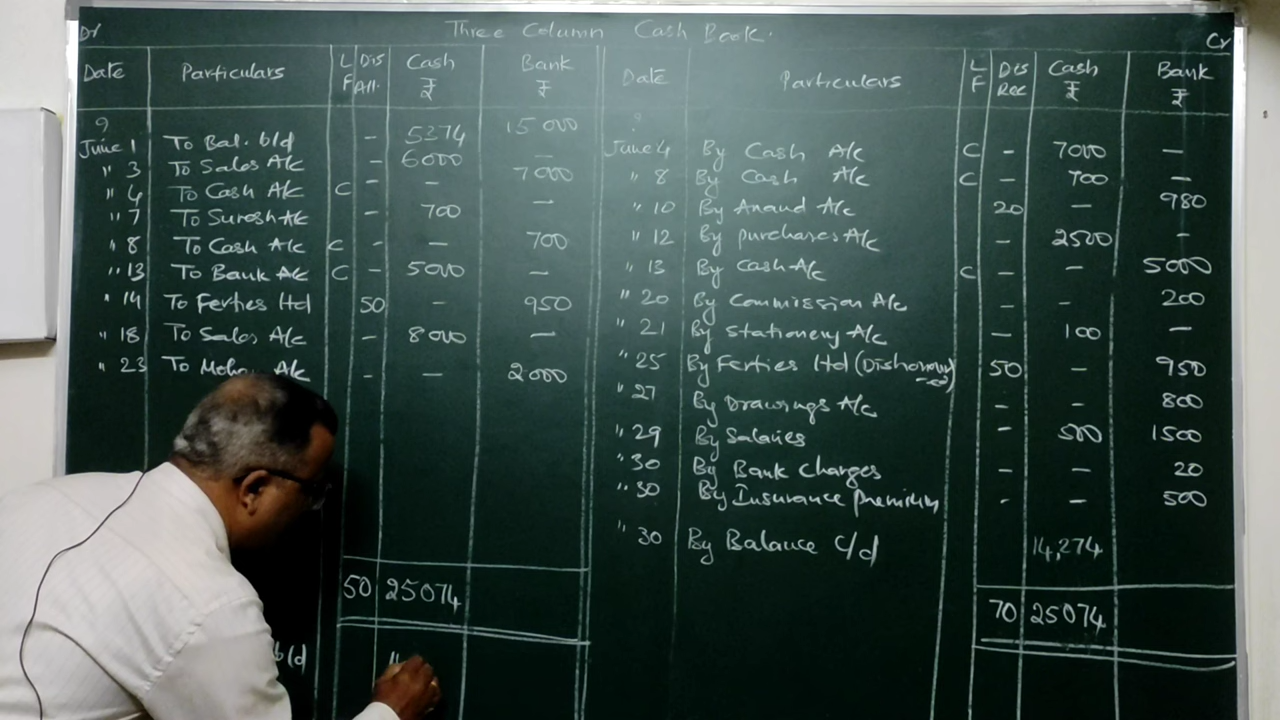 Three Column Cash Book.
Dr Cr
Date Particulars L F Dis All. Cash ₹ Bank ₹ Date Particulars L F Dis Rec Cash ₹ Bank ₹
? ?
June 1 To Bal. b/d - 5374 15000 June 4 By Cash A/c C - 7000 -
" 3 To Sales A/c - 6000 - " 8 By Cash A/c C - 700 -
" 4 To Cash A/c C - - 7000 " 10 By Anand A/c 20 - 980
" 7 To Suresh A/c - 700 - " 12 By purchases A/c - 2500 -
" 8 To Cash A/c C - - 700 " 13 By Cash A/c C - - 5000
" 13 To Bank A/c C - 5000 - " 20 By Commission A/c - - 200
" 14 To Ferties Ltd 50 - 950 " 21 By Stationery A/c - 100 -
" 18 To Sales A/c - 8000 - " 25 By Ferties Ltd (Dishonoured) 50 - 950
" 23 To Mohan A/c - - 2000 " 27 By Drawings A/c - - 800
" 29 By Salaries - 500 1500
" 30 By Bank Charges - - 20
" 30 By Insurance premium - - 500
" 30 By Balance C/d 14,274
50 25074 70 25074
b/d